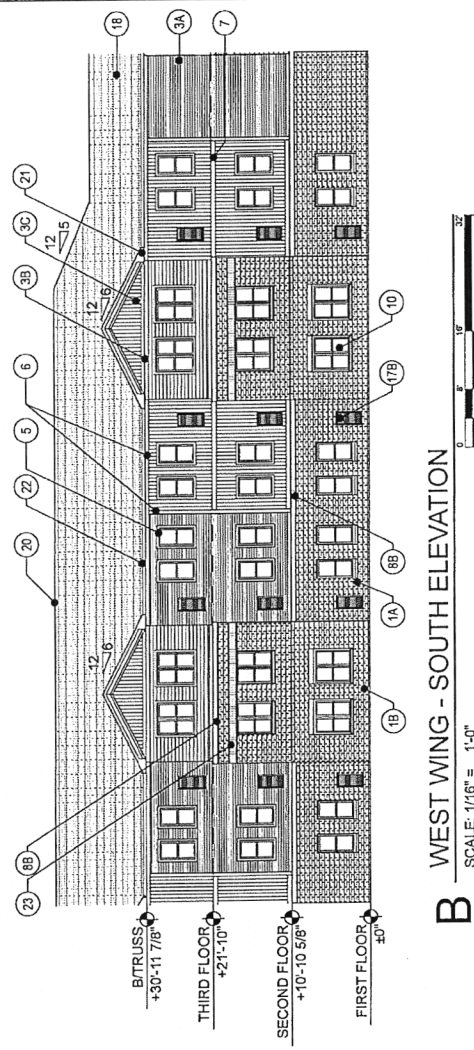 20
22
5
6
3B
3C
21
18
3A
7
8B
23
12
6
12
6
12
5
B/TRUSS
+30'-11 7/8"
THIRD FLOOR
+21'-10"
SECOND FLOOR
+10'-10 5/8"
FIRST FLOOR
±0"
1B
1A
8B
17B
10
B WEST WING - SOUTH ELEVATION
SCALE: 1/16" = 1'-0"
0 8' 16' 32'